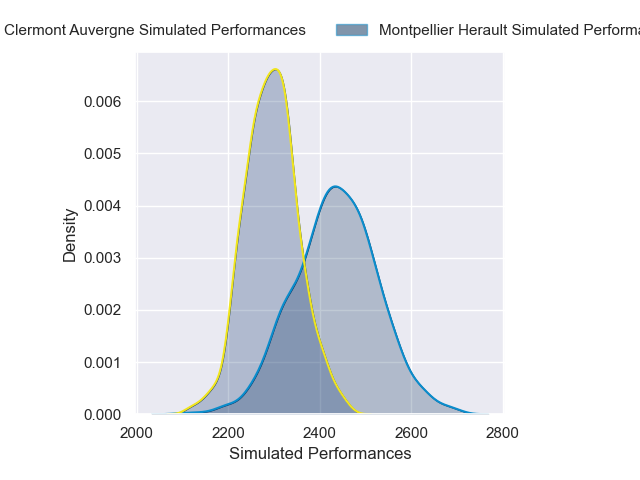 Clermont Auvergne Simulated Performances
Montpellier Herault Simulated Performa
0.006
0.005
0.004
0.003
0.002
0.001
0.000
Density
2000 2200 2400 2600 2800
Simulated Performances